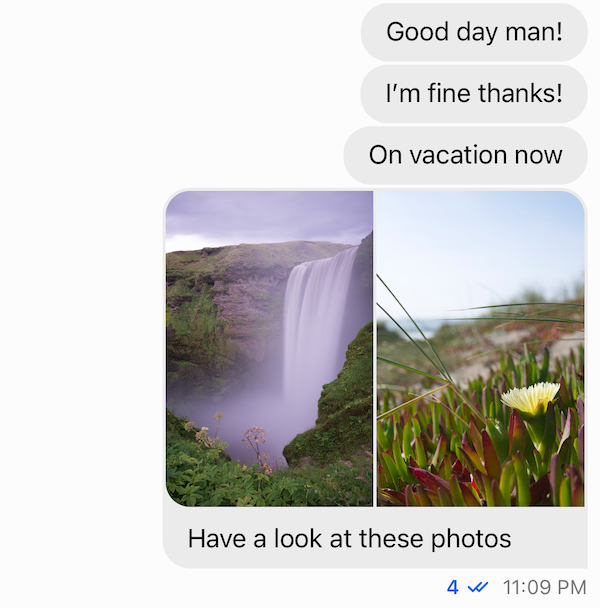 Good day man!
I’m fine thanks!
On vacation now
Have a look at these photos
4 11:09 PM